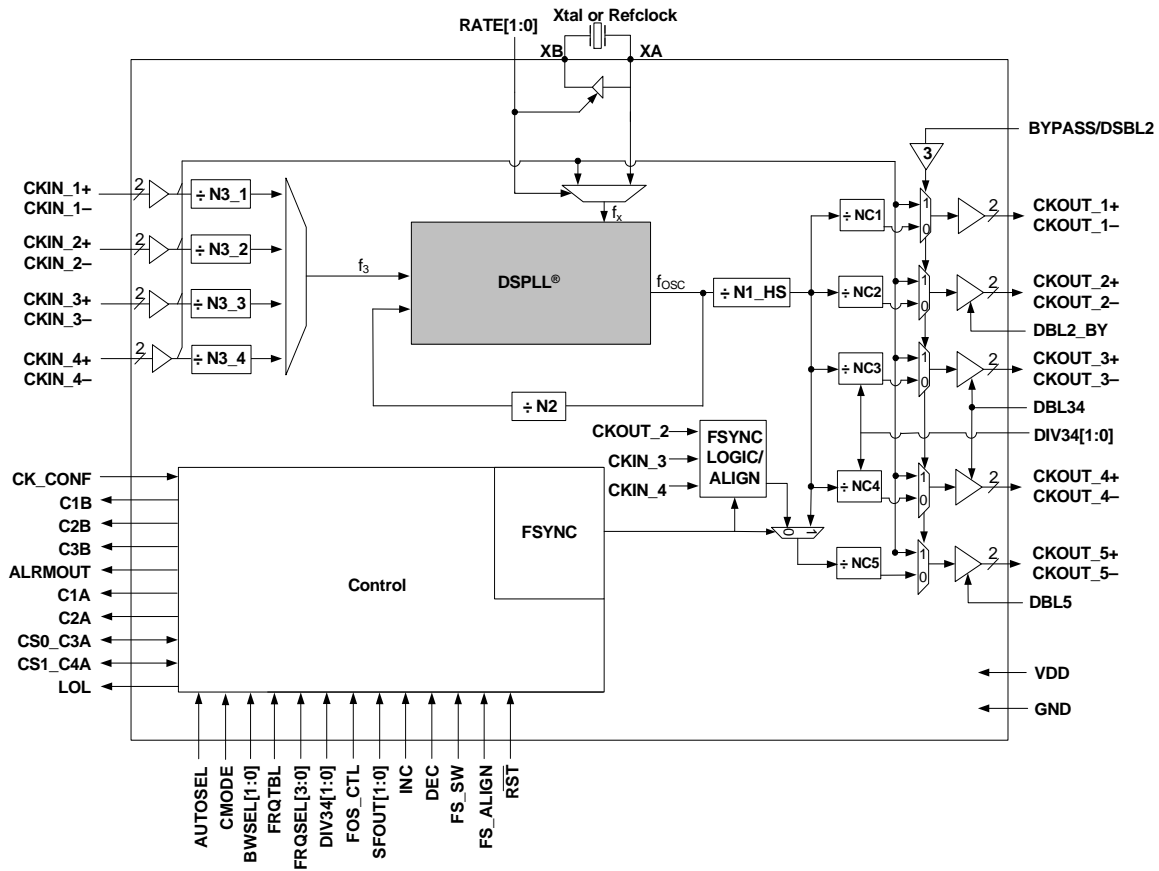 Xtal or Refclock
RATE[1:0]
XB
XA
BYPASS/DSBL2
3
CKIN_1+
CKIN_1–
2
÷ N3_1
CKIN_2+
CKIN_2–
2
÷ N3_2
CKIN_3+
CKIN_3–
2
÷ N3_3
CKIN_4+
CKIN_4–
2
÷ N3_4
f3
fx
DSPLL®
fOSC
÷ N1_HS
÷ N2
÷ NC1
1
0
2
CKOUT_1+
CKOUT_1–
÷ NC2
1
0
2
CKOUT_2+
CKOUT_2–
DBL2_BY
÷ NC3
1
0
2
CKOUT_3+
CKOUT_3–
DBL34
DIV34[1:0]
÷ NC4
1
0
2
CKOUT_4+
CKOUT_4–
÷ NC5
1
0
2
CKOUT_5+
CKOUT_5–
DBL5
CKOUT_2
CKIN_3
CKIN_4
FSYNC
LOGIC/
ALIGN
0
1
CK_CONF
C1B
C2B
C3B
ALRMOUT
C1A
C2A
CS0_C3A
CS1_C4A
LOL
Control
FSYNC
VDD
GND
AUTOSEL
CMODE
BWSEL[1:0]
FRQTBL
FRQSEL[3:0]
DIV34[1:0]
FOS_CTL
SFOUT[1:0]
INC
DEC
FS_SW
FS_ALIGN
RST